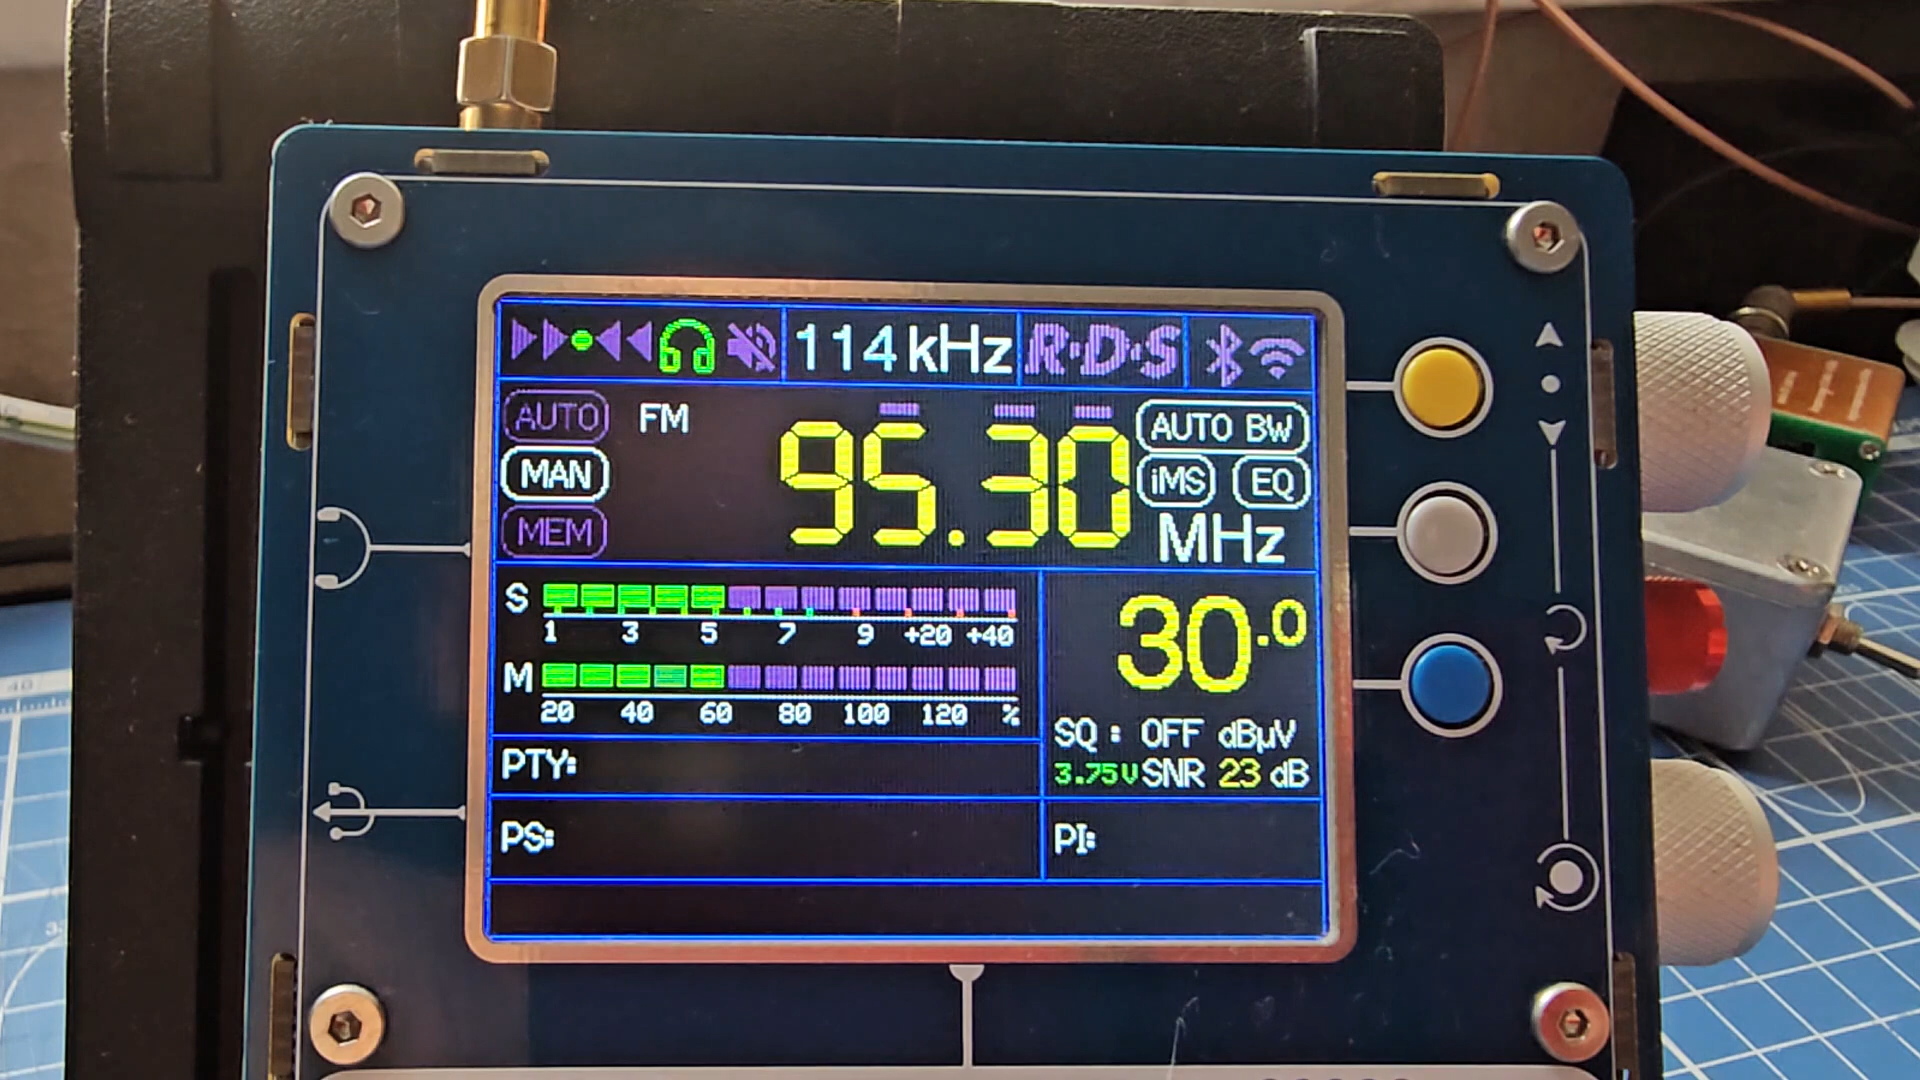 114 kHz R·D·S
AUTO FM AUTO BW
95.30
MAN iMS EQ
MEM MHz
S
1 3 5 7 9 +20 +40
30.0
M
20 40 60 80 100 120 %
SQ : OFF dBµV
PTY:
3.75V SNR 23 dB
PS: PI: